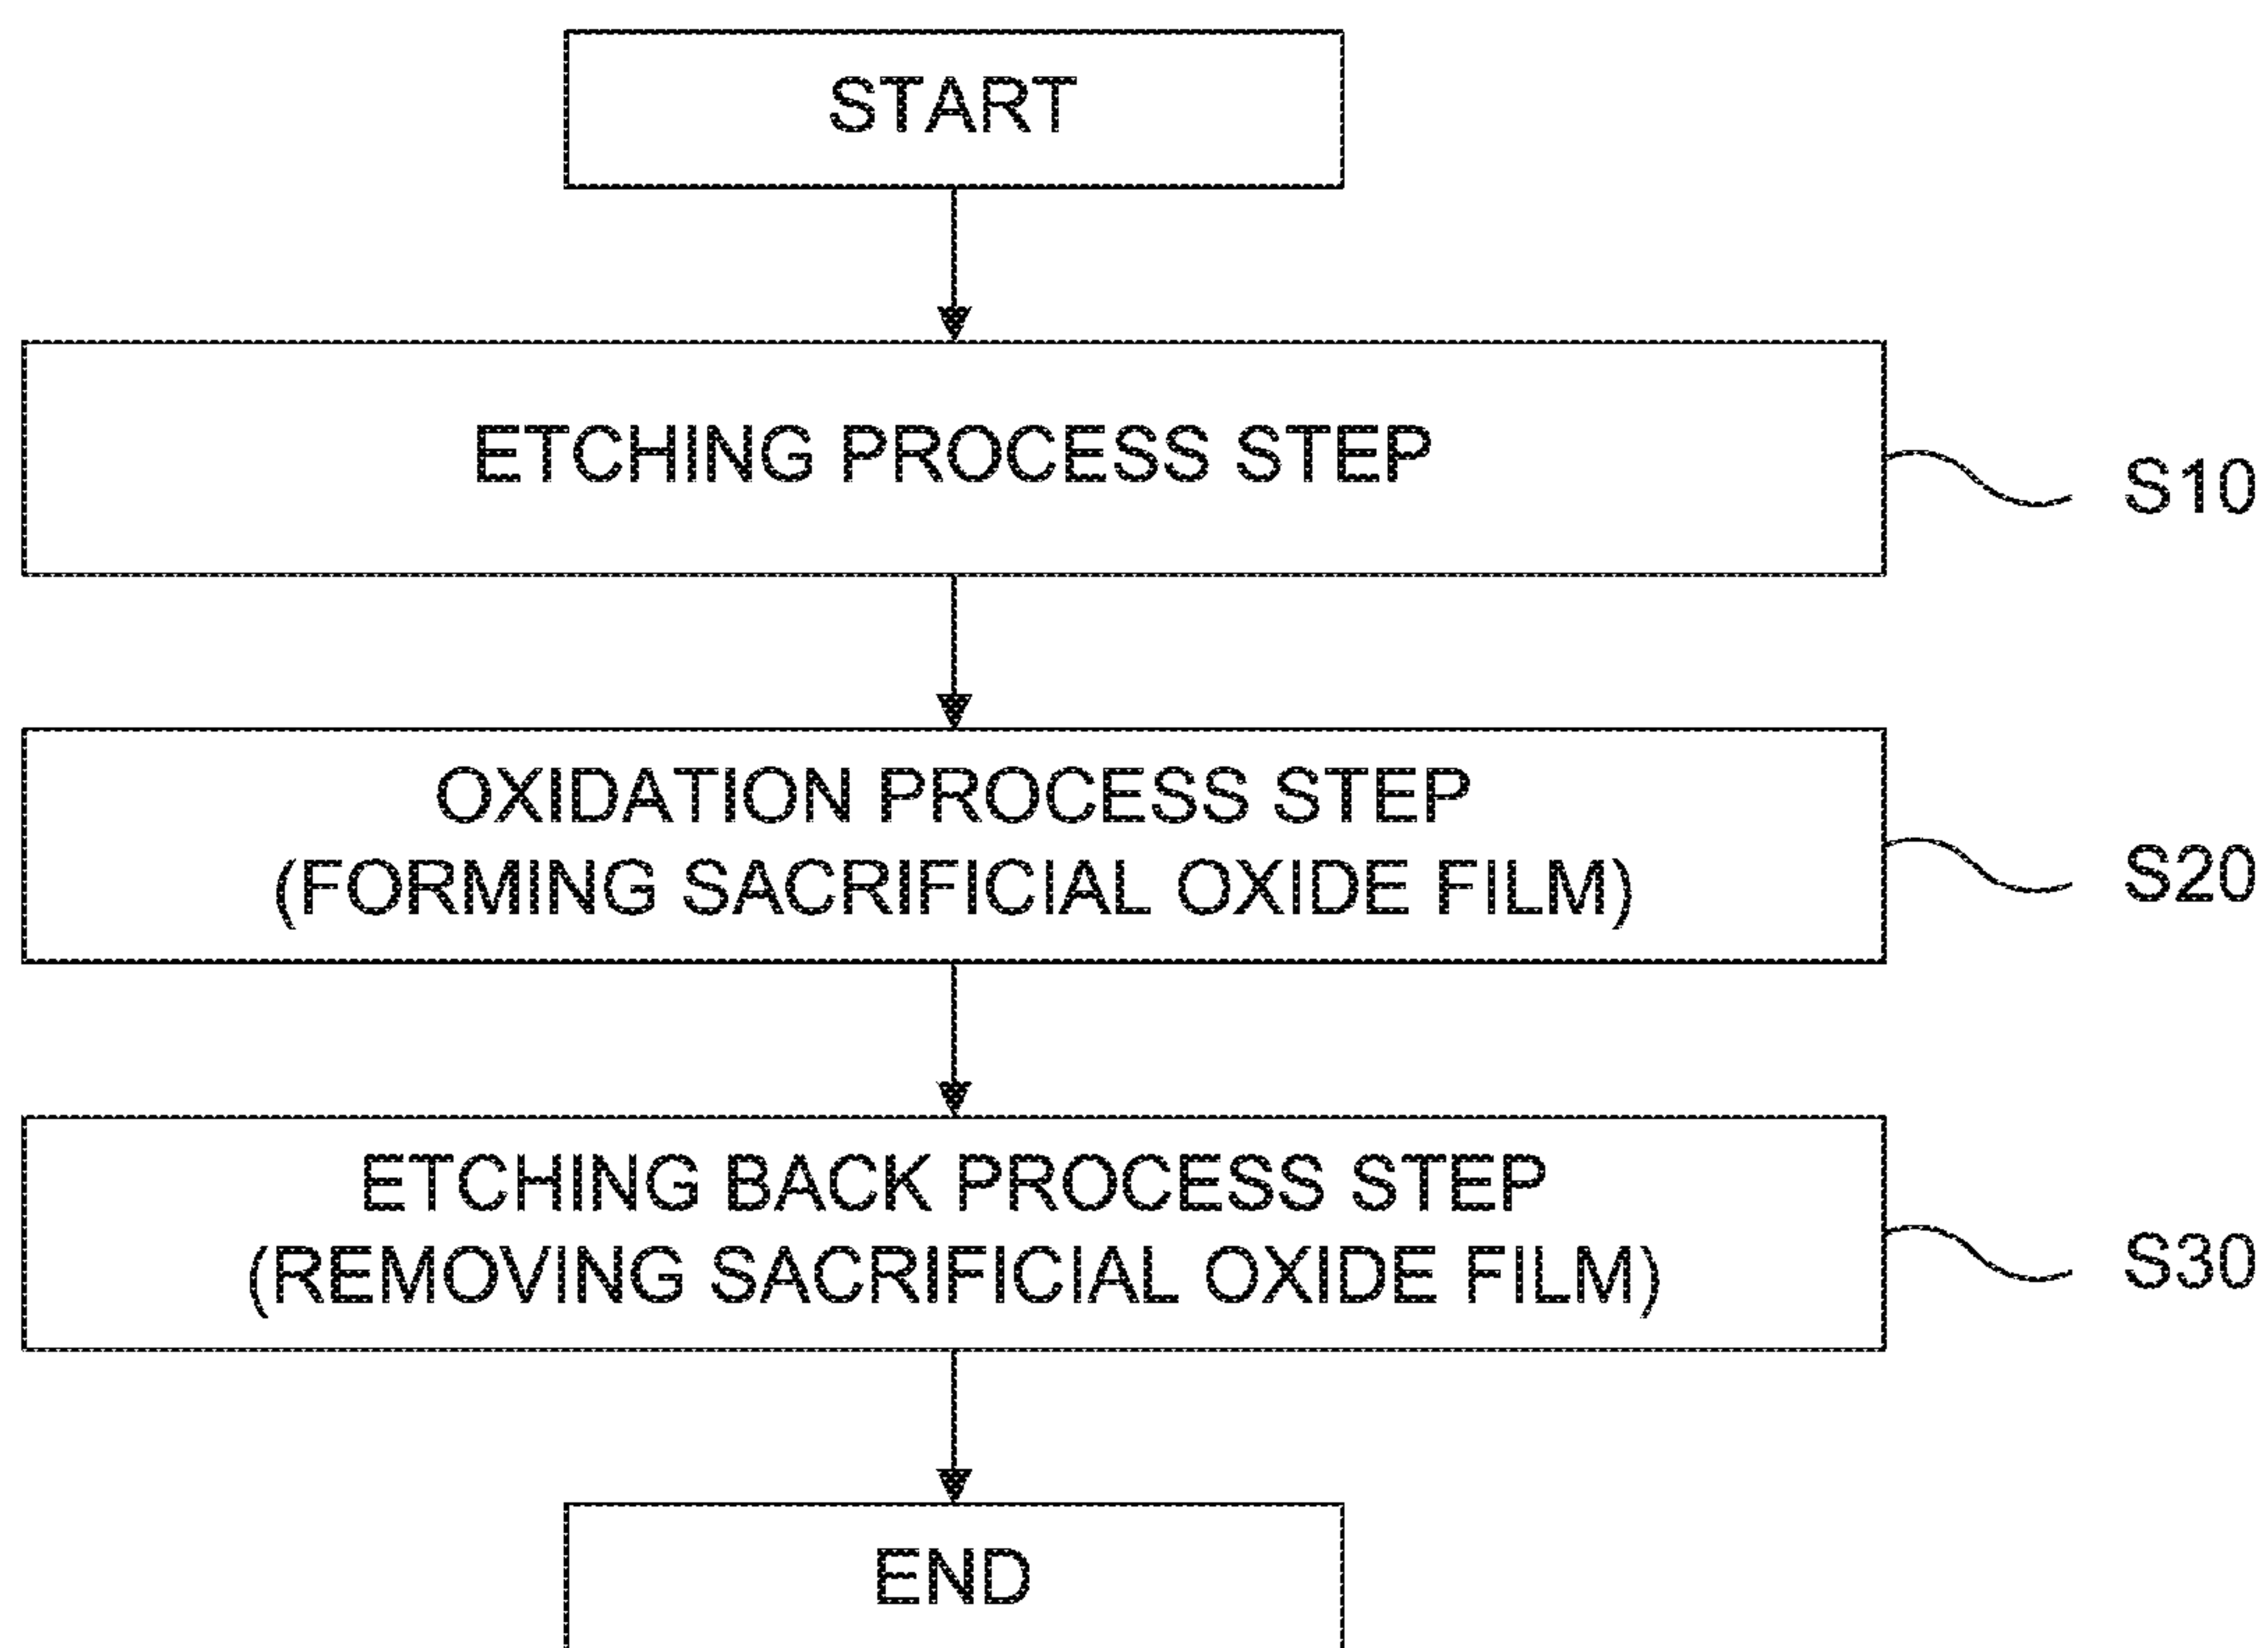 START
ETCHING PROCESS STEP
S10
OXIDATION PROCESS STEP
(FORMING SACRIFICIAL OXIDE FILM)
S20
ETCHING BACK PROCESS STEP
(REMOVING SACRIFICIAL OXIDE FILM)
S30
END